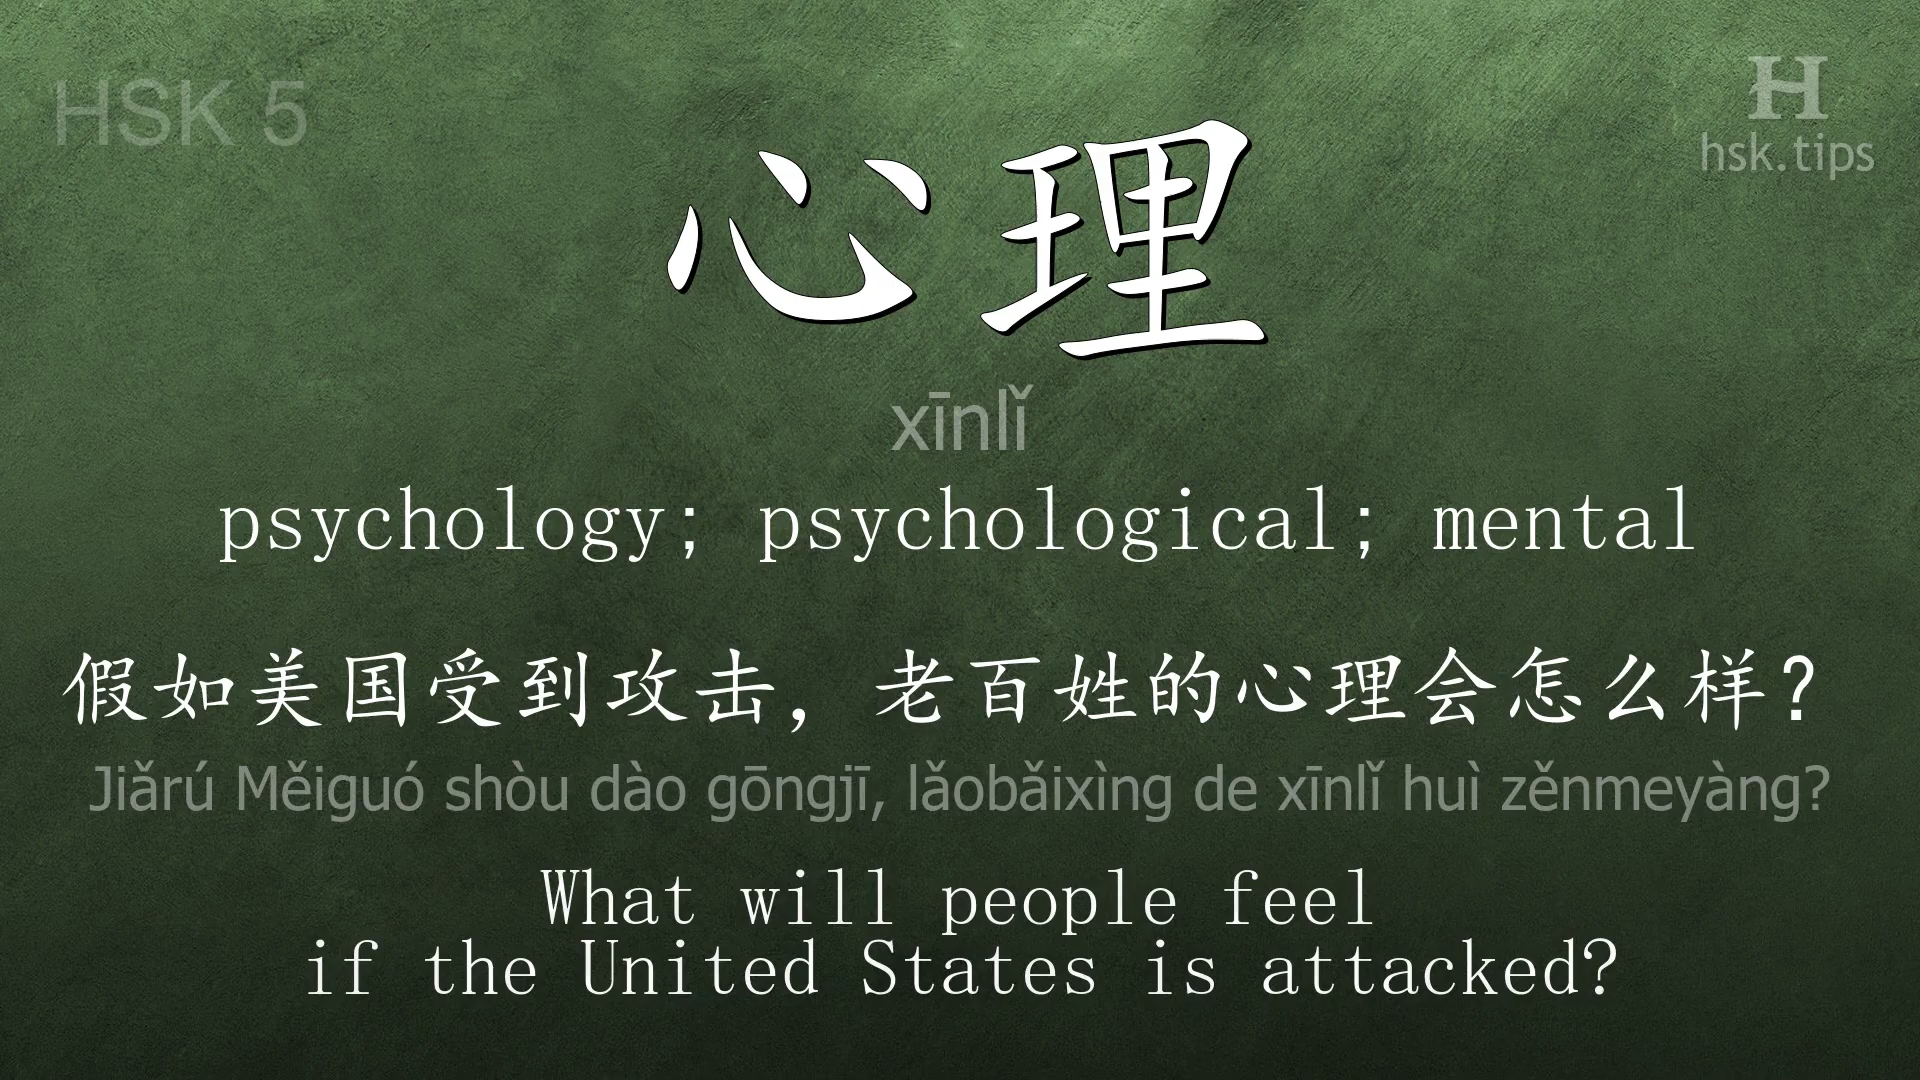 HSK 5
H
hsk.tips
心理
xīnlǐ
psychology; psychological; mental
假如美国受到攻击，老百姓的心理会怎么样？
Jiǎrú Měiguó shòu dào gōngjī, lǎobǎixìng de xīnlǐ huì zěnmeyàng?
What will people feel
if the United States is attacked?